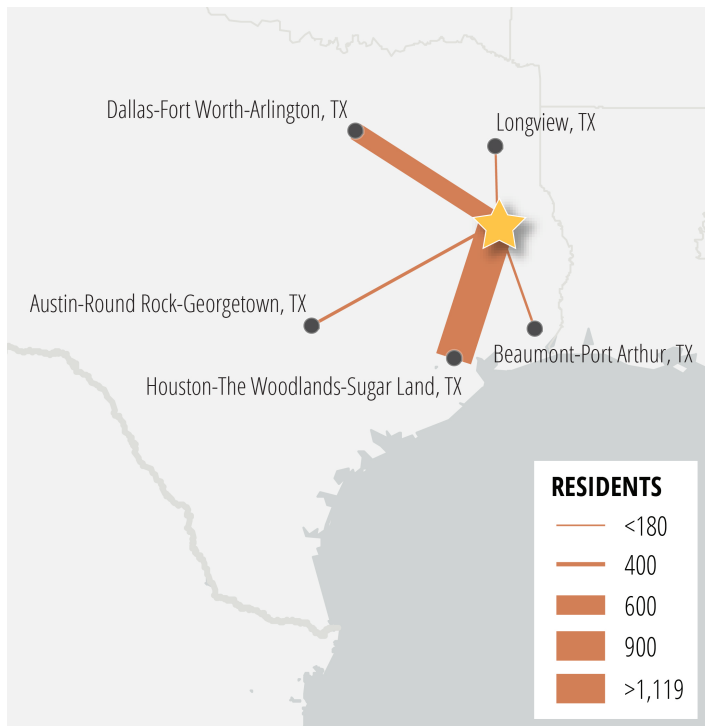 Dallas-Fort Worth-Arlington, TX
Longview, TX
Austin-Round Rock-Georgetown, TX
Beaumont-Port Arthur, TX
Houston-The Woodlands-Sugar Land, TX
RESIDENTS
<180
400
600
900
>1,119